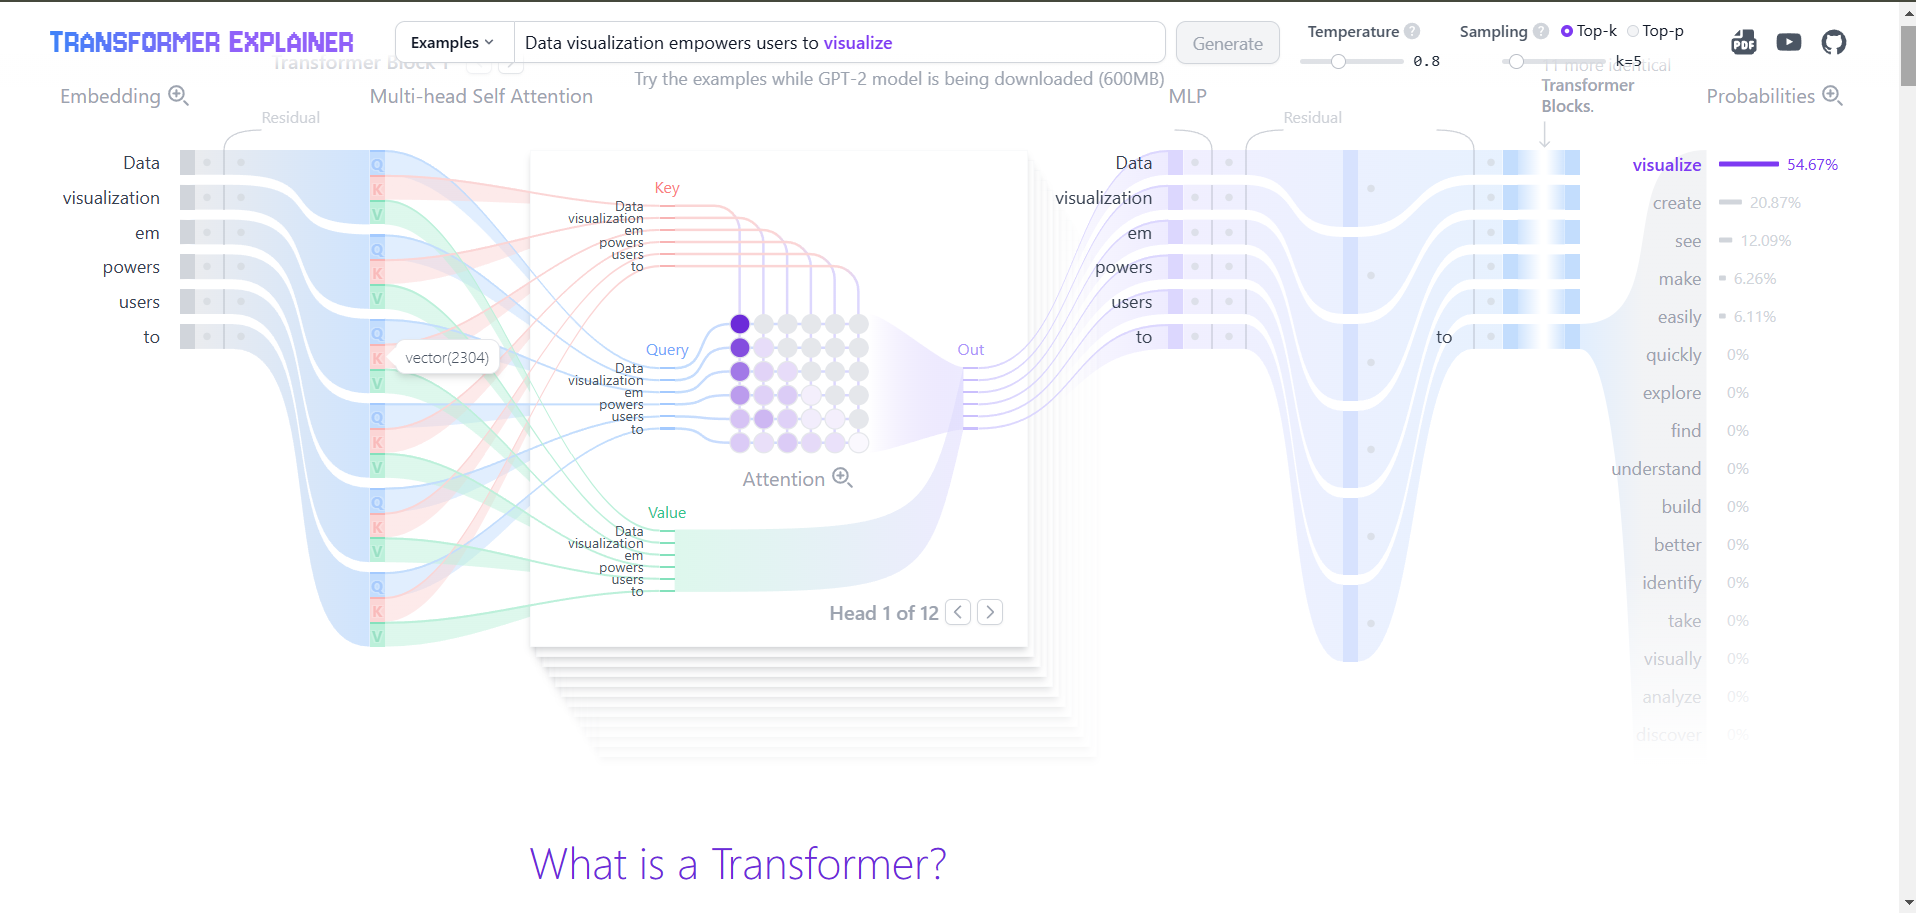 TRANSFORMER EXPLAINER
Examples
Data visualization empowers users to visualize
Generate
Temperature ?
0.8
Sampling ?
Top-k
Top-p
k=5
PDF
Transformer Block 1
Try the examples while GPT-2 model is being downloaded (600MB)
11 more identical
Transformer
Blocks.
Embedding
Multi-head Self Attention
MLP
Probabilities
Residual
Residual
Data
visualization
em
powers
users
to
Q
K
V
Q
K
V
Q
K
V
Q
K
V
Q
K
V
Q
K
V
vector(2304)
Key
Data
visualization
em
powers
users
to
Query
Data
visualization
em
powers
users
to
Attention
Value
Data
visualization
em
powers
users
to
Out
Head 1 of 12
Data
visualization
em
powers
users
to
to
visualize 54.67%
create 20.87%
see 12.09%
make 6.26%
easily 6.11%
quickly 0%
explore 0%
find 0%
understand 0%
build 0%
better 0%
identify 0%
take 0%
visually 0%
analyze 0%
discover 0%
What is a Transformer?